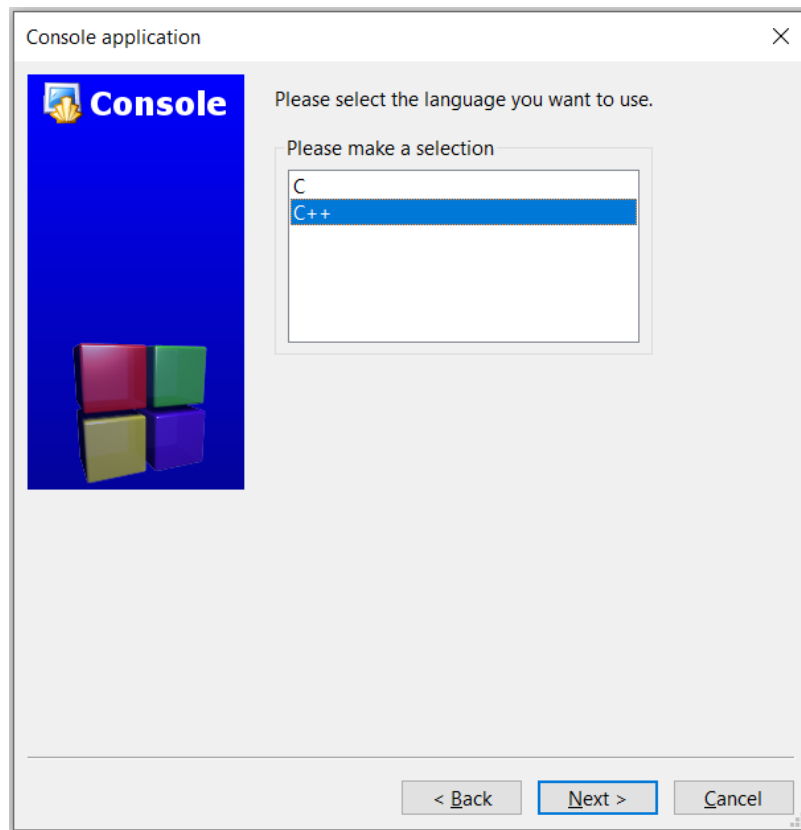 Console application
Console
Please select the language you want to use.
Please make a selection
C
C++
< Back
Next >
Cancel